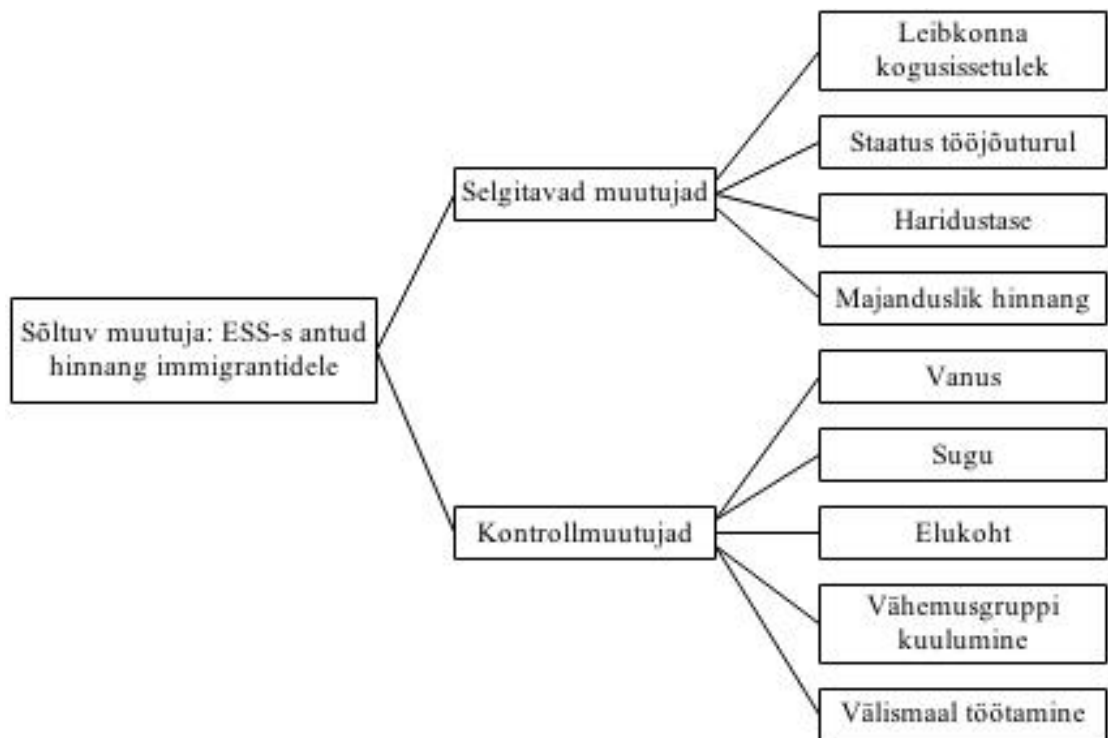 Sõltuv muutuja: ESS-s antud
hinnang immigrantidele
Selgitavad muutujad
Leibkonna
kogusissetulek
Staatus tööjõuturul
Haridustase
Majanduslik hinnang
Kontrollmuutujad
Vanus
Sugu
Elukoht
Vähemusgruppi
kuulumine
Välismaal töötamine